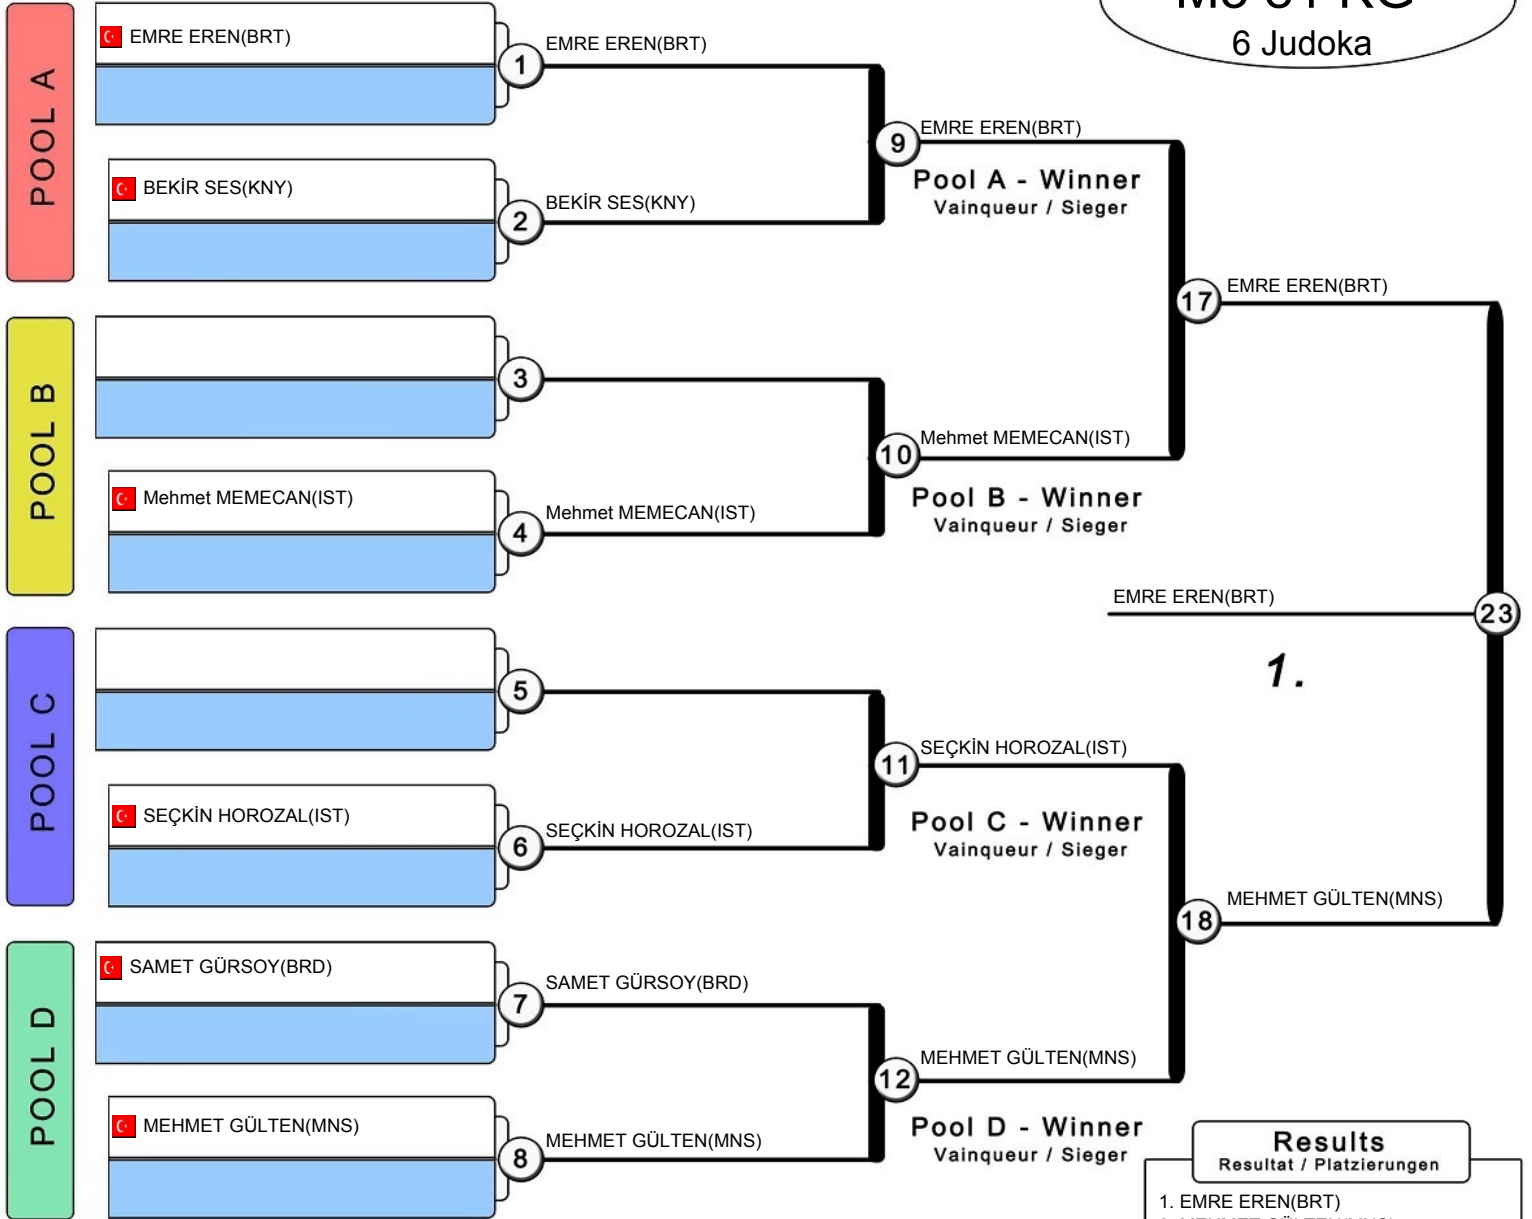 6 Judoka
POOL A
EMRE EREN(BRT)
1
EMRE EREN(BRT)
BEKİR SES(KNY)
2
BEKİR SES(KNY)
9
EMRE EREN(BRT)
Pool A - Winner
Vainqueur / Sieger
POOL B
3
Mehmet MEMECAN(IST)
4
Mehmet MEMECAN(IST)
10
Mehmet MEMECAN(IST)
Pool B - Winner
Vainqueur / Sieger
17
EMRE EREN(BRT)
POOL C
5
SEÇKİN HOROZAL(IST)
6
SEÇKİN HOROZAL(IST)
11
SEÇKİN HOROZAL(IST)
Pool C - Winner
Vainqueur / Sieger
POOL D
SAMET GÜRSOY(BRD)
7
SAMET GÜRSOY(BRD)
MEHMET GÜLTEN(MNS)
8
MEHMET GÜLTEN(MNS)
12
MEHMET GÜLTEN(MNS)
Pool D - Winner
Vainqueur / Sieger
18
MEHMET GÜLTEN(MNS)
EMRE EREN(BRT)
23
1.
Results
Resultat / Platzierungen
1. EMRE EREN(BRT)